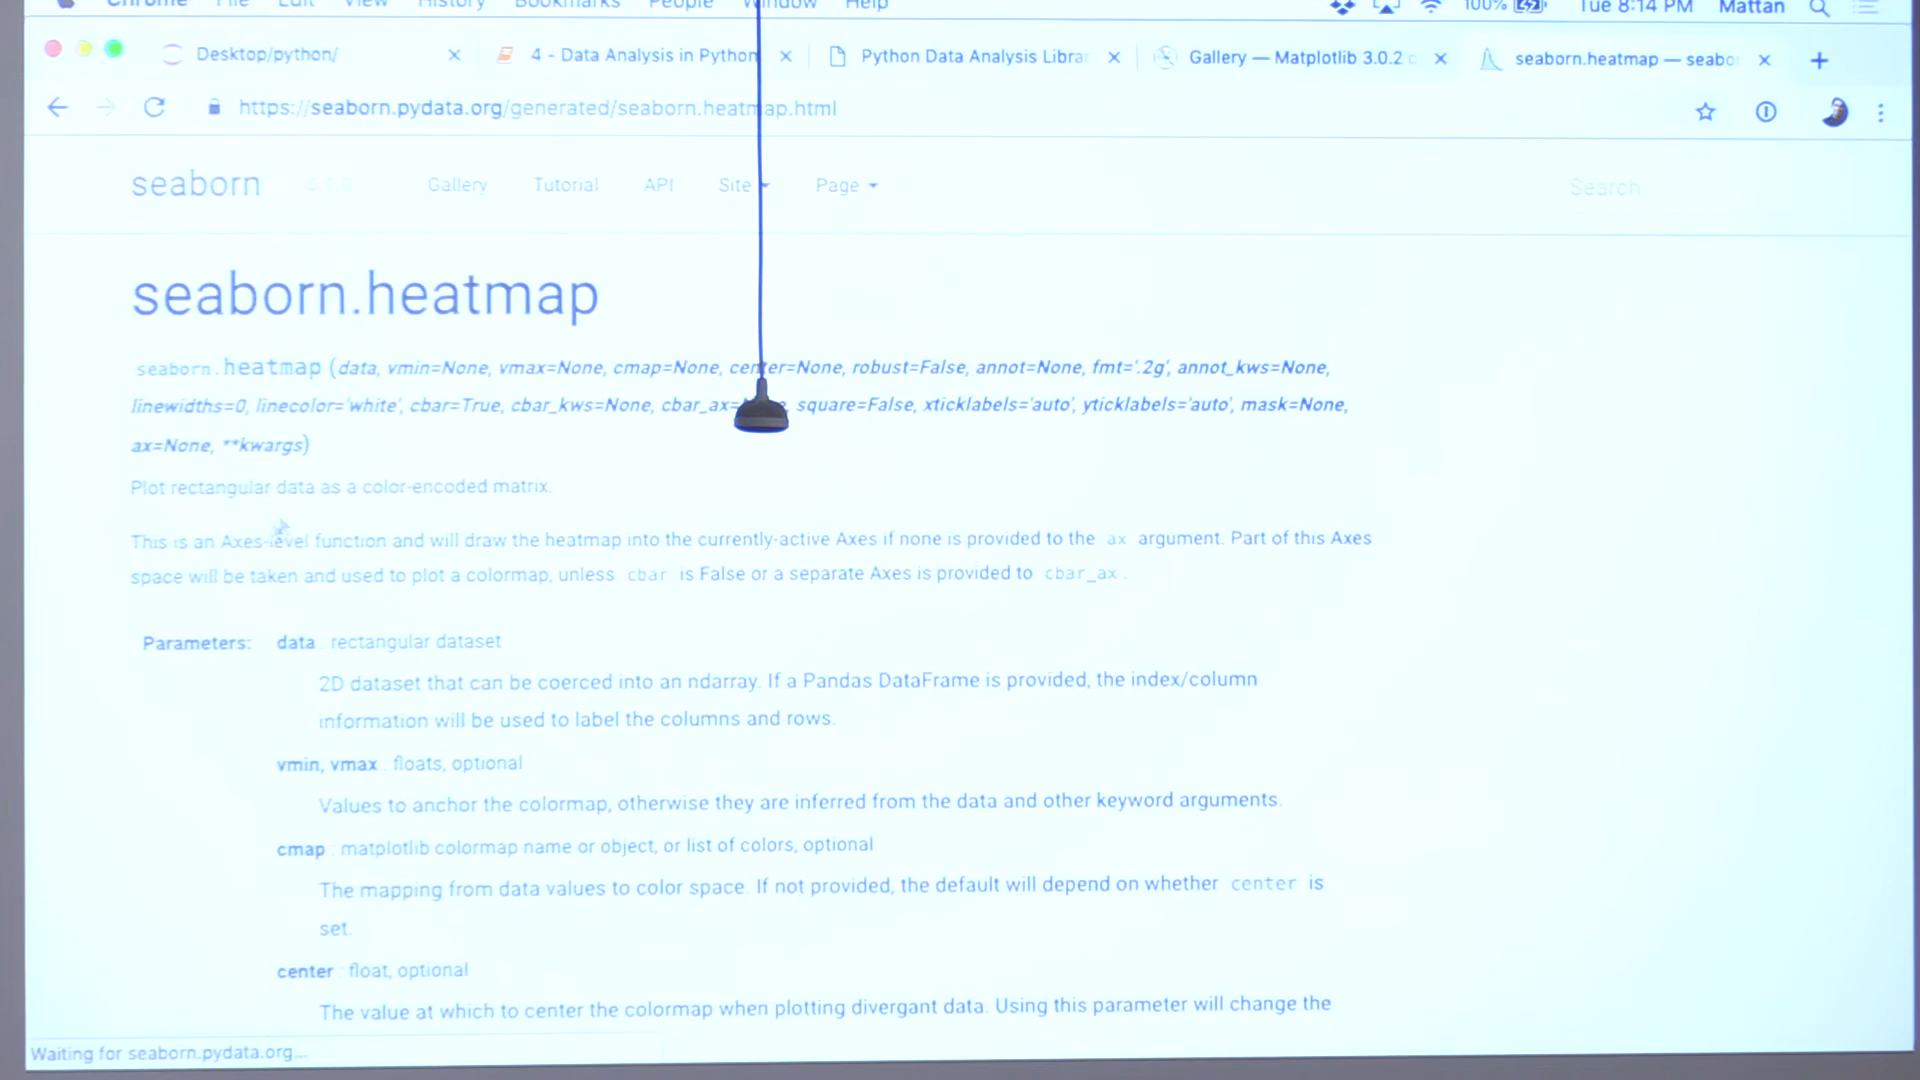 Chrome File Edit View History Bookmarks People Window Help 100% Tue 8:14 PM Mattan
Desktop/python/ 4 - Data Analysis in Python Python Data Analysis Librar Gallery — Matplotlib 3.0.2 seaborn.heatmap — seabo
https://seaborn.pydata.org/generated/seaborn.heatmap.html
seaborn Gallery Tutorial API Site Page Search
seaborn.heatmap
seaborn.heatmap (data, vmin=None, vmax=None, cmap=None, center=None, robust=False, annot=None, fmt='.2g', annot_kws=None,
linewidths=0, linecolor='white', cbar=True, cbar_kws=None, cbar_ax=None, square=False, xticklabels='auto', yticklabels='auto', mask=None,
ax=None, **kwargs)
Plot rectangular data as a color-encoded matrix.
This is an Axes-level function and will draw the heatmap into the currently-active Axes if none is provided to the ax argument. Part of this Axes
space will be taken and used to plot a colormap, unless cbar is False or a separate Axes is provided to cbar_ax.
Parameters: data : rectangular dataset
2D dataset that can be coerced into an ndarray. If a Pandas DataFrame is provided, the index/column
information will be used to label the columns and rows.
vmin, vmax : floats, optional
Values to anchor the colormap, otherwise they are inferred from the data and other keyword arguments.
cmap : matplotlib colormap name or object, or list of colors, optional
The mapping from data values to color space. If not provided, the default will depend on whether center is
set.
center : float, optional
The value at which to center the colormap when plotting divergant data. Using this parameter will change the
Waiting for seaborn.pydata.org...